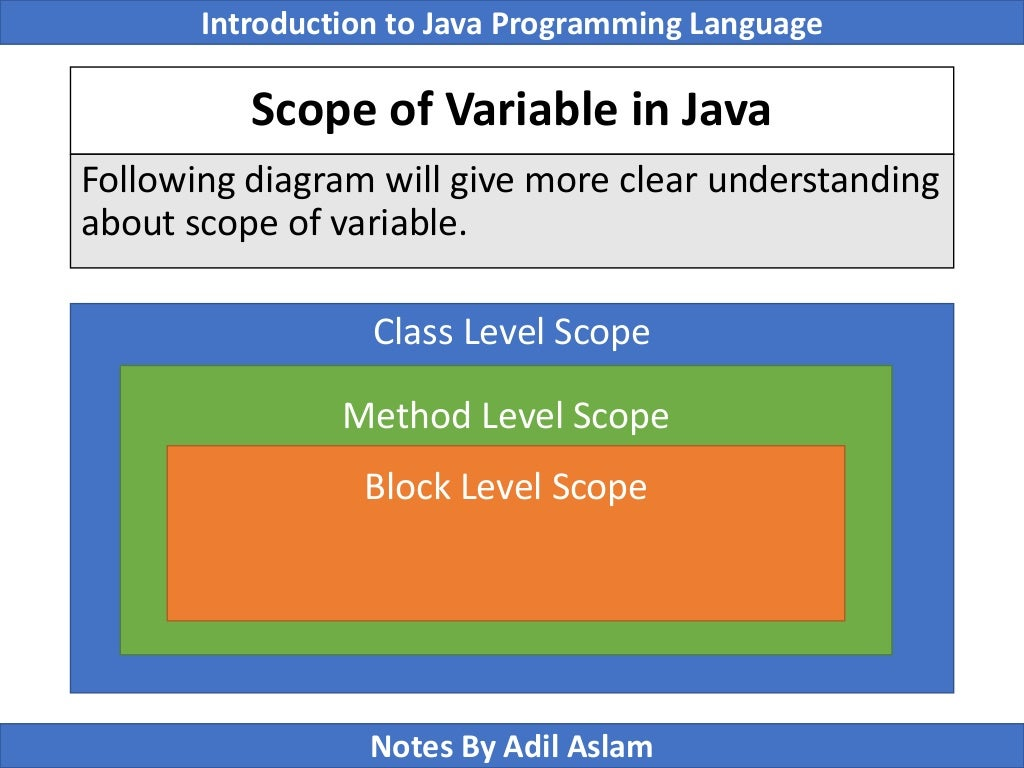 Introduction to Java Programming Language
Scope of Variable in Java
Following diagram will give more clear understanding
about scope of variable.
Class Level Scope
Method Level Scope
Block Level Scope
Notes By Adil Aslam